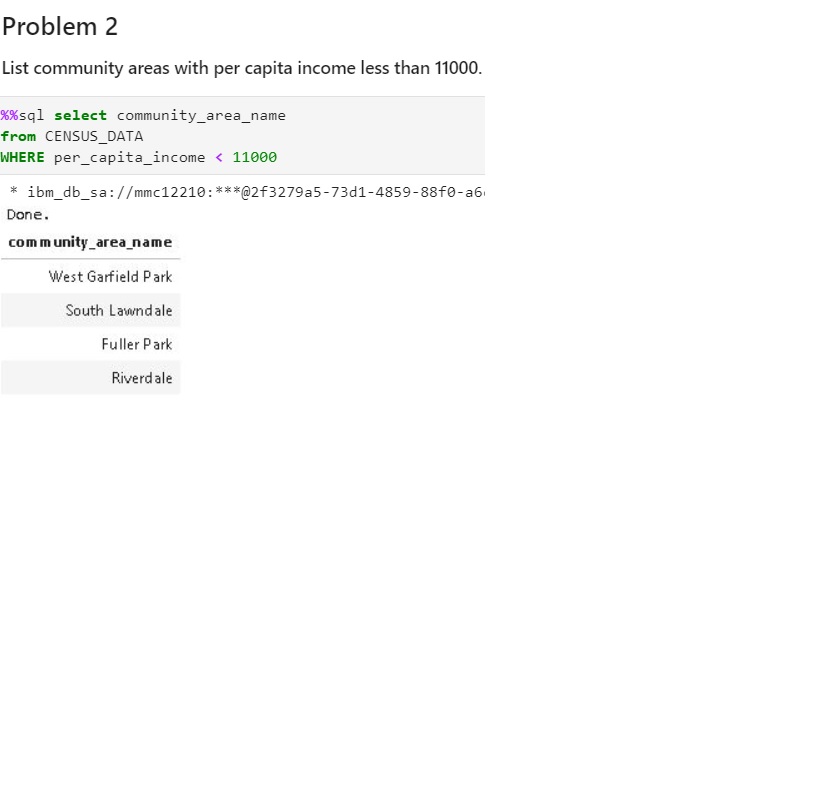 Problem 2
List community areas with per capita income less than 11000.
%%sql select community_area_name
from CENSUS_DATA
WHERE per_capita_income < 11000
* ibm_db_sa://mmc12210:***@2f3279a5-73d1-4859-88f0-a6
Done.
community_area_name
West Garfield Park
South Lawndale
Fuller Park
Riverdale